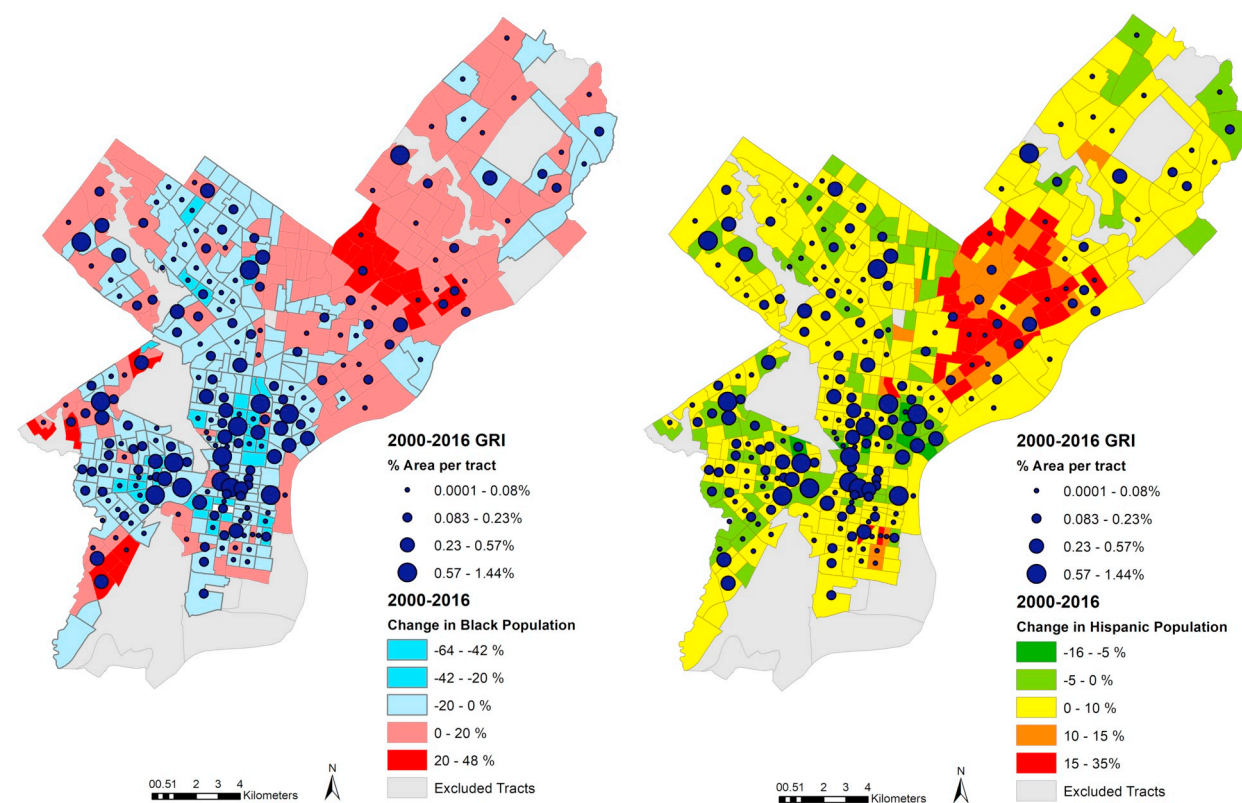 2000-2016 GRI
% Area per tract
0.0001 - 0.08%
0.083 - 0.23%
0.23 - 0.57%
0.57 - 1.44%
2000-2016
Change in Black Population
-64 - -42 %
-42 - -20 %
-20 - 0 %
0 - 20 %
20 - 48 %
Excluded Tracts
N
00.51 2 3 4
Kilometers
2000-2016 GRI
% Area per tract
0.0001 - 0.08%
0.083 - 0.23%
0.23 - 0.57%
0.57 - 1.44%
2000-2016
Change in Hispanic Population
-16 - -5 %
-5 - 0 %
0 - 10 %
10 - 15 %
15 - 35%
Excluded Tracts
N
00.51 2 3 4
Kilometers